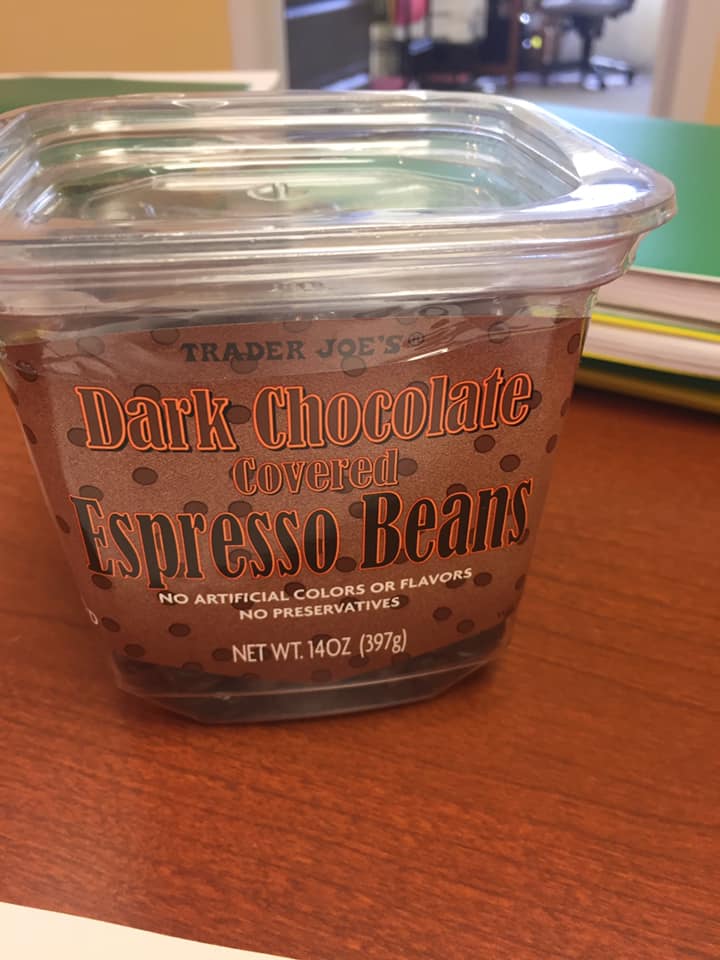 TRADER JOE'S®
Dark Chocolate
Covered
Espresso Beans
NO ARTIFICIAL COLORS OR FLAVORS
NO PRESERVATIVES
NET WT. 14OZ (397g)